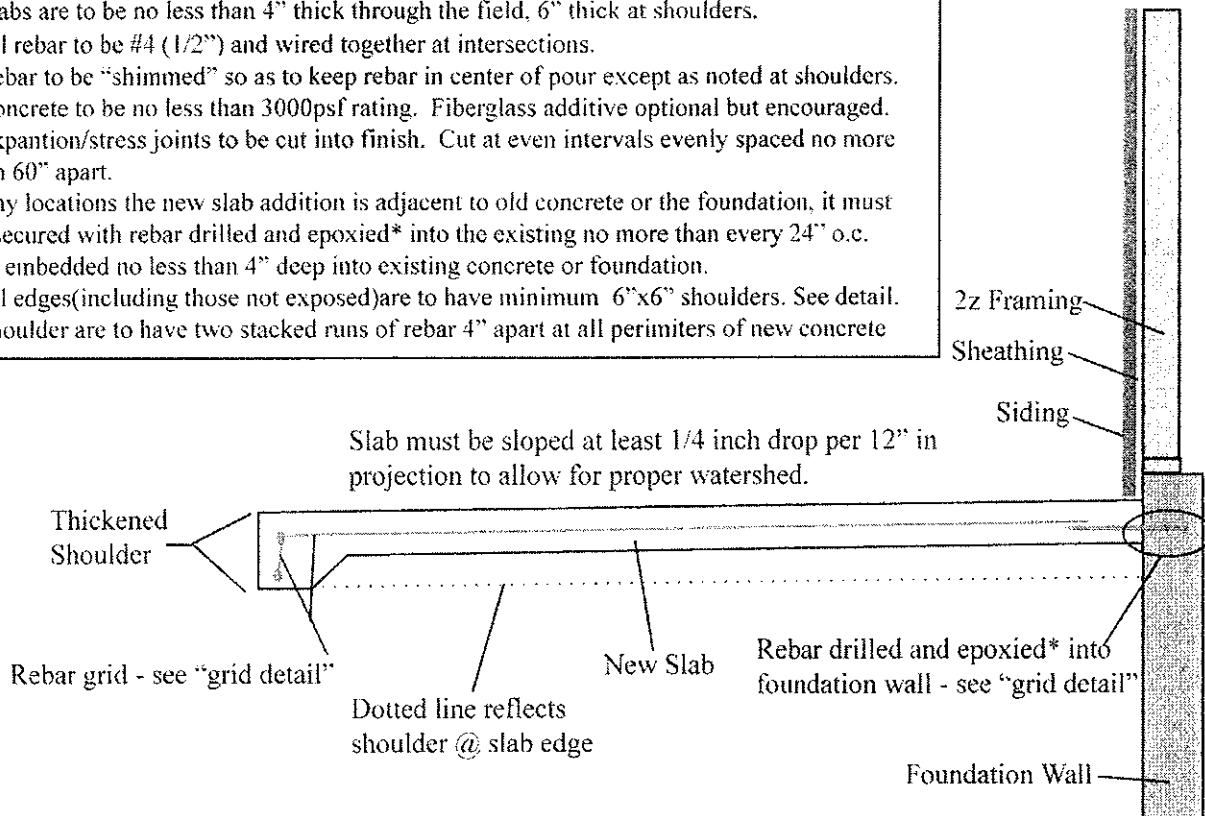 abs are to be no less than 4” thick through the field, 6” thick at shoulders.
l rebar to be #4 (1/2”) and wired together at intersections.
ebar to be “shimmed” so as to keep rebar in center of pour except as noted at shoulders.
oncrete to be no less than 3000psf rating. Fiberglass additive optional but encouraged.
xpantion/stress joints to be cut into finish. Cut at even intervals evenly spaced no more
n 60” apart.
ny locations the new slab addition is adjacent to old concrete or the foundation, it must
secured with rebar drilled and epoxied* into the existing no more than every 24” o.c.
embedded no less than 4” deep into existing concrete or foundation.
l edges(including those not exposed)are to have minimum 6”x6” shoulders. See detail.
houlder are to have two stacked runs of rebar 4” apart at all perimiters of new concrete
2z Framing
Sheathing
Siding
Slab must be sloped at least 1/4 inch drop per 12” in
projection to allow for proper watershed.
Thickened
Shoulder
Rebar grid - see “grid detail”
Dotted line reflects
shoulder @ slab edge
New Slab
Rebar drilled and epoxied* into
foundation wall - see “grid detail”
Foundation Wall